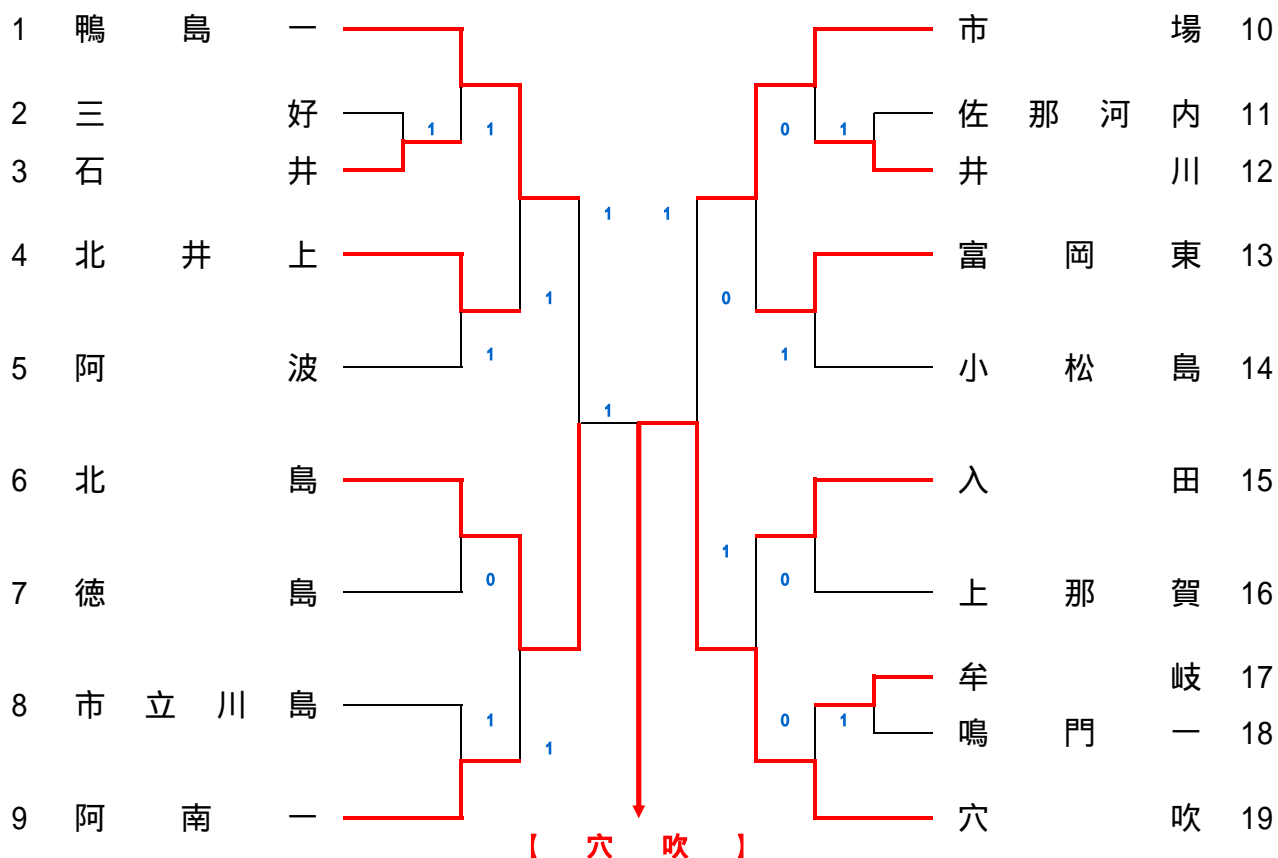 1 鴨島一 市場 10
2 三好 佐那河内 11
1 1 0 1
3 石井 井川 12
1 1
4 北井上 富岡東 13
1 0
1 1
5 阿波 小松島 14
1
6 北島 入田 15
1
0 0
7 徳島 上那賀 16
牟岐 17
8 市立川島
1 0 1
鳴門一 18
1
9 阿南一 穴吹 19
【 穴吹 】